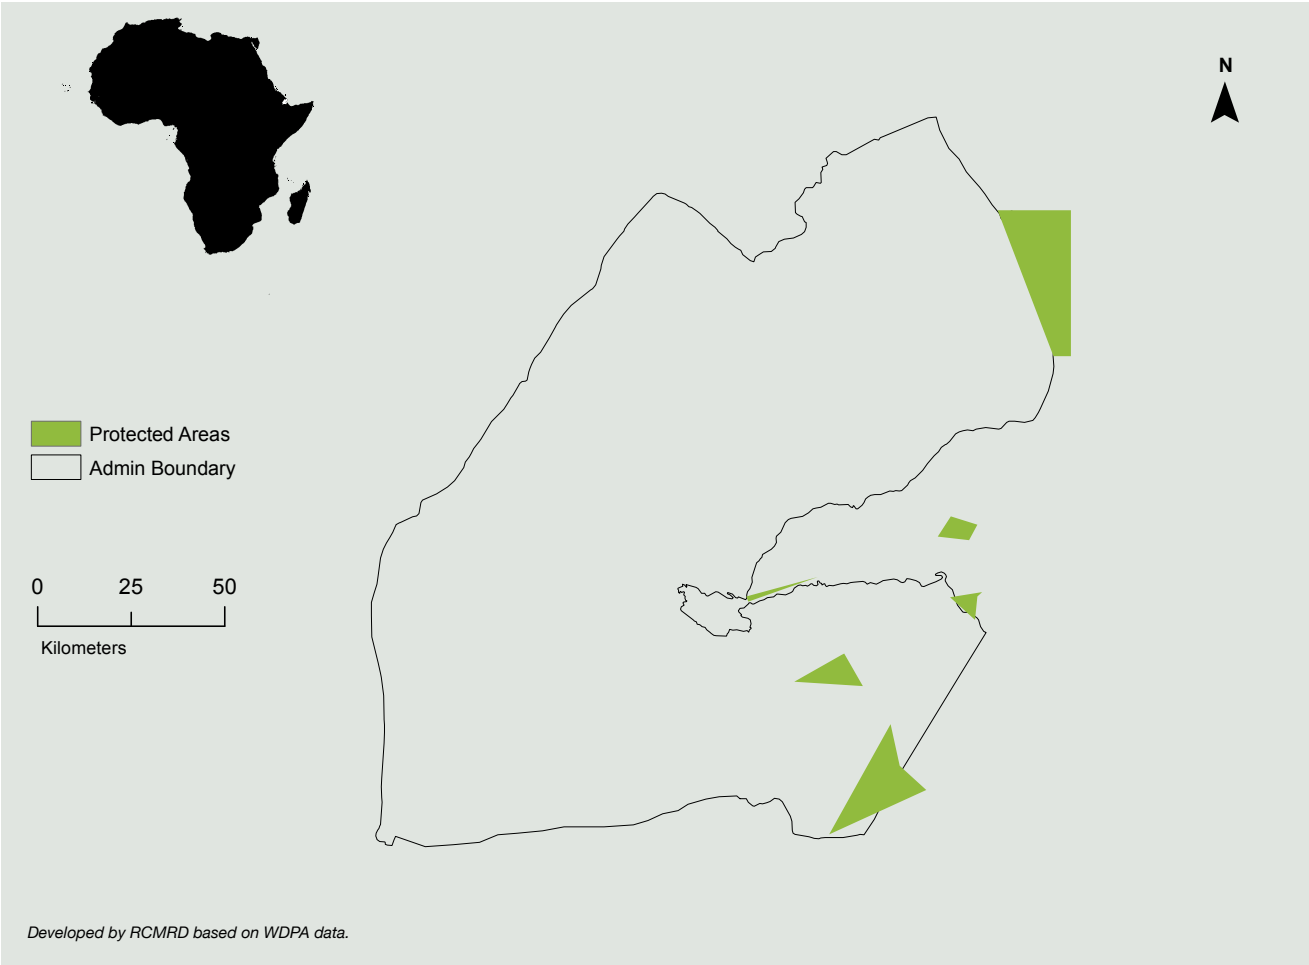 N
Protected Areas
Admin Boundary
0 25 50
Kilometers
Developed by RCMRD based on WDPA data.